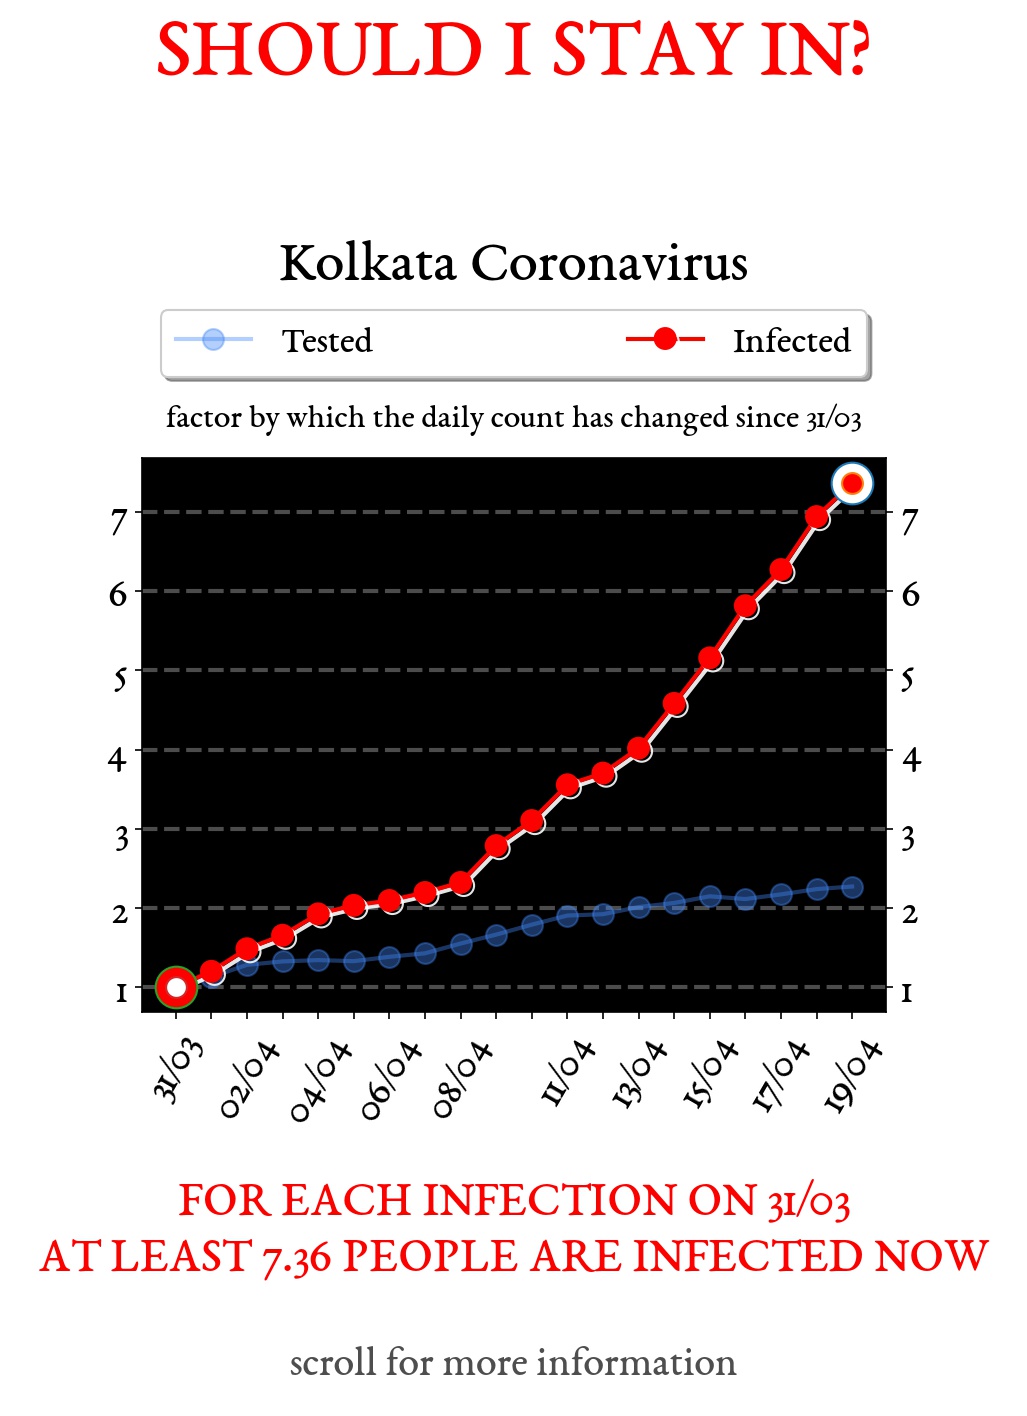 SHOULD I STAY IN?
Kolkata Coronavirus
Tested Infected
factor by which the daily count has changed since 31/03
7 7
6 6
5 5
4 4
3 3
2 2
1 1
31/03 02/04 04/04 06/04 08/04 11/04 13/04 15/04 17/04 19/04
FOR EACH INFECTION ON 31/03
AT LEAST 7.36 PEOPLE ARE INFECTED NOW
scroll for more information